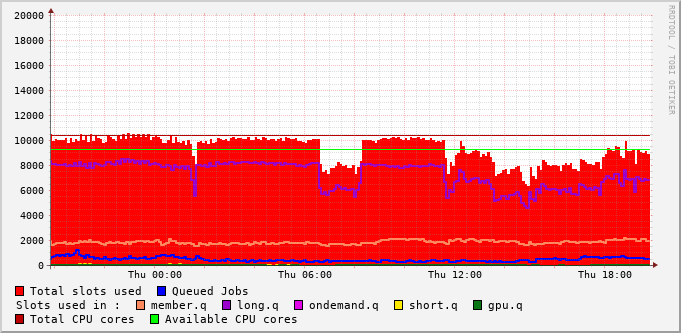 RRDTOOL / TOBI OETIKER
20000
18000
16000
14000
12000
10000
8000
6000
4000
2000
0
Thu 00:00 Thu 06:00 Thu 12:00 Thu 18:00
Total slots used Queued Jobs
Slots used in : member.q long.q ondemand.q short.q gpu.q
Total CPU cores Available CPU cores